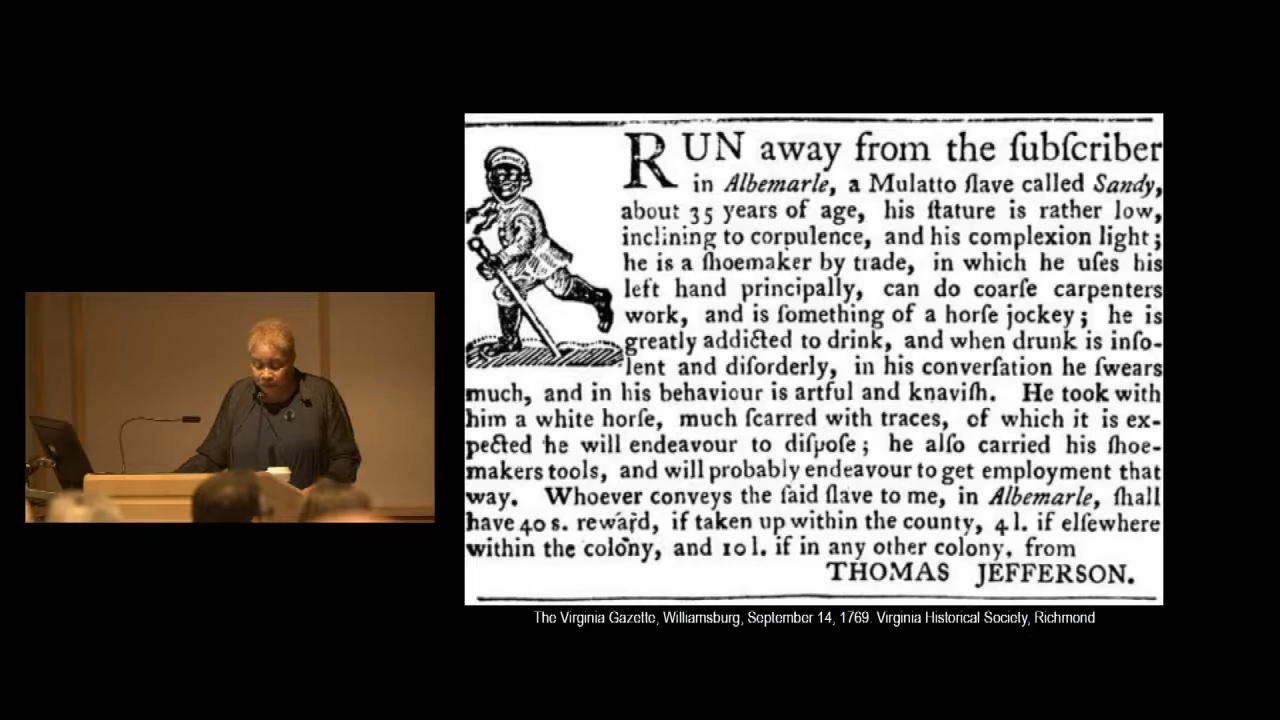 RUN away from the ſubſcriber
in Albemarle, a Mulatto ſlave called Sandy,
about 35 years of age, his ſtature is rather low,
inclining to corpulence, and his complexion light;
he is a ſhoemaker by trade, in which he uſes his
left hand principally, can do coarſe carpenters
work, and is ſomething of a horſe jockey; he is
greatly addicted to drink, and when drunk is inſo-
lent and diſorderly, in his converſation he ſwears
much, and in his behaviour is artful and knaviſh. He took with
him a white horſe, much ſcarred with traces, of which it is ex-
pected he will endeavour to diſpoſe; he alſo carried his ſhoe-
makers tools, and will probably endeavour to get employment that
way. Whoever conveys the ſaid ſlave to me, in Albemarle, ſhall
have 40 s. reward, if taken up within the county, 4 l. if elſewhere
within the colony, and 10 l. if in any other colony, from
THOMAS JEFFERSON.
The Virginia Gazette, Williamsburg, September 14, 1769. Virginia Historical Society, Richmond